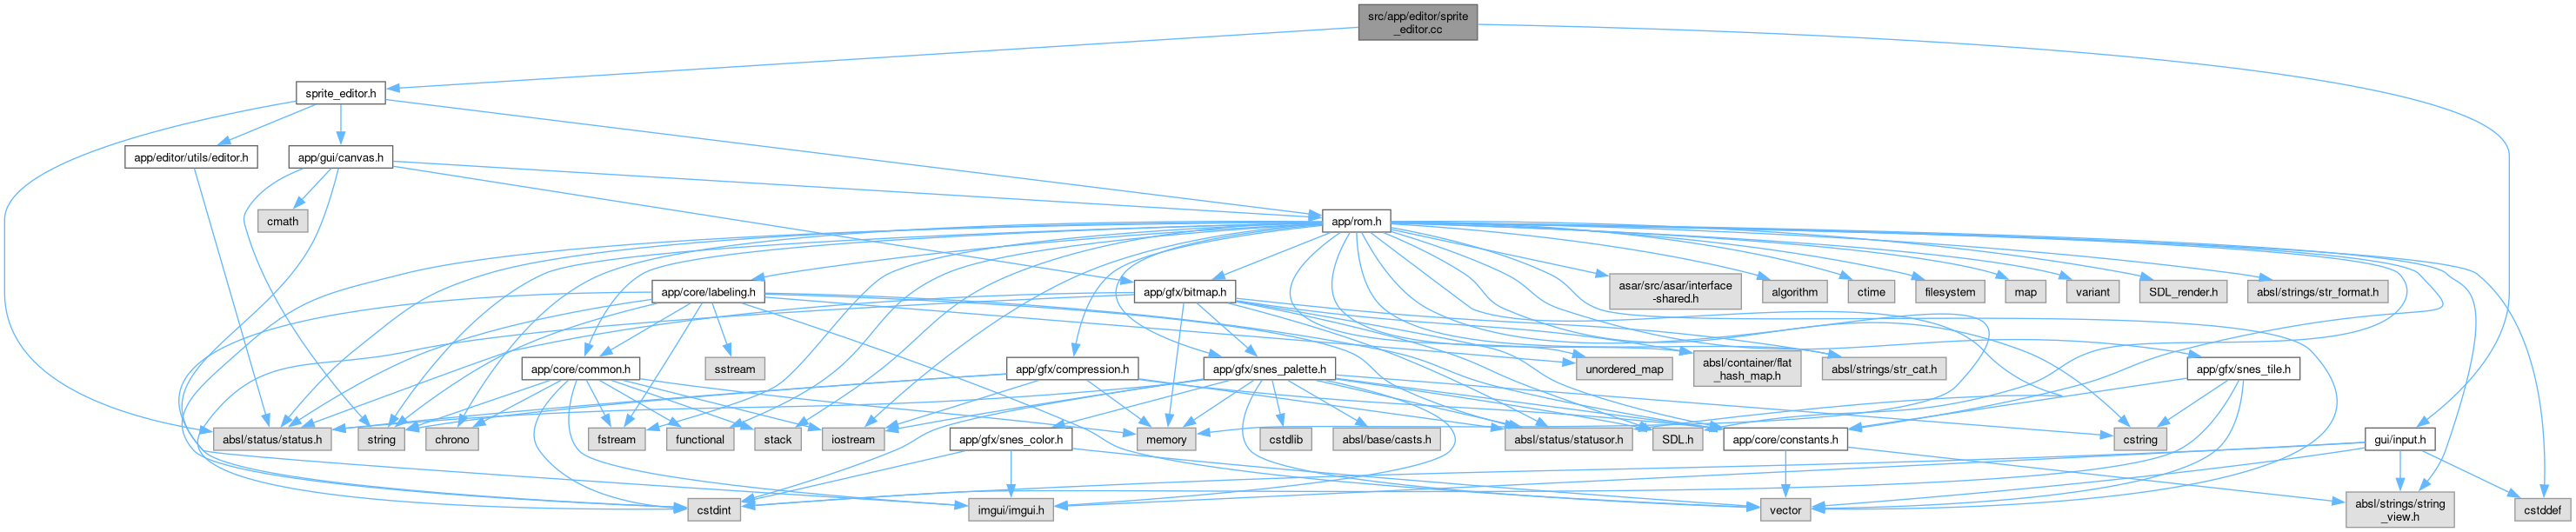 src/app/editor/sprite
_editor.cc
sprite_editor.h
app/editor/utils/editor.h
app/gui/canvas.h
cmath
app/rom.h
app/core/labeling.h
app/gfx/bitmap.h
asar/src/asar/interface
-shared.h
algorithm
ctime
filesystem
map
variant
SDL_render.h
absl/strings/str_format.h
app/core/common.h
sstream
app/gfx/compression.h
app/gfx/snes_palette.h
unordered_map
absl/container/flat
_hash_map.h
absl/strings/str_cat.h
app/gfx/snes_tile.h
absl/status/status.h
string
chrono
fstream
functional
stack
iostream
memory
app/gfx/snes_color.h
cstdlib
absl/base/casts.h
absl/status/statusor.h
SDL.h
app/core/constants.h
cstring
gui/input.h
cstdint
imgui/imgui.h
vector
absl/strings/string
_view.h
cstddef